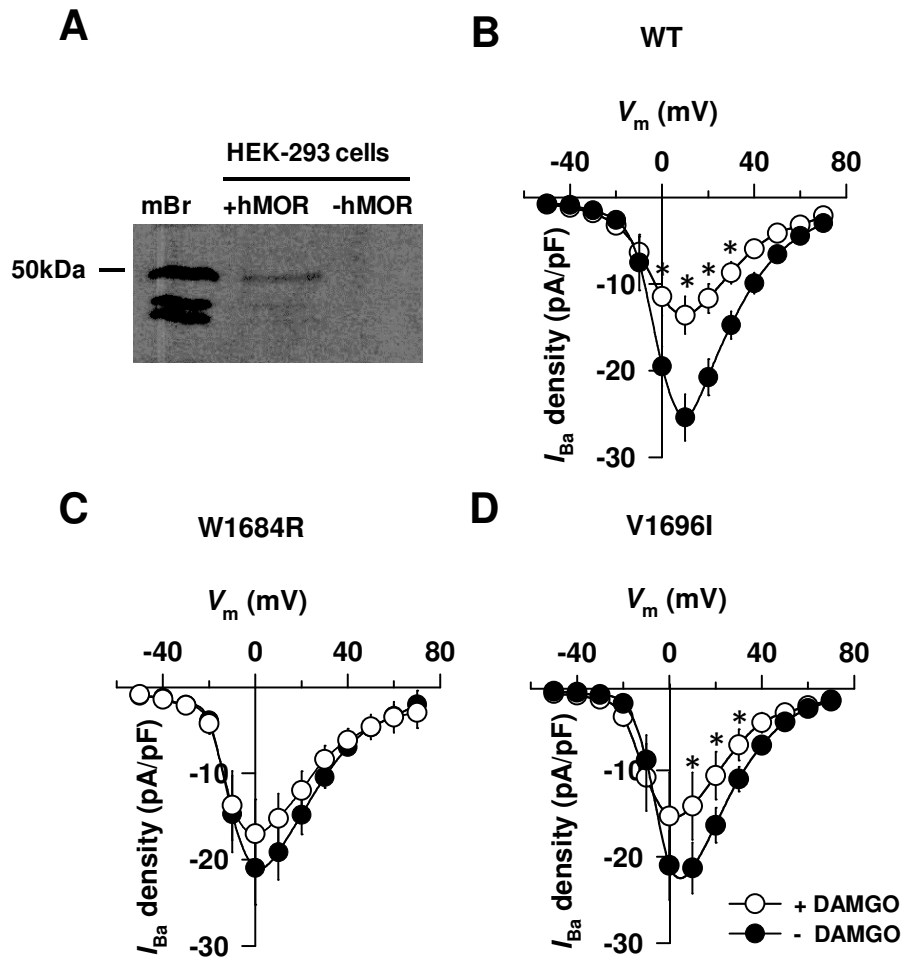 A
HEK-293 cells
mBr +hMOR -hMOR
50kDa
B
WT
Vm (mV)
-40 0 40 80
-10
-20
-30
IBa density (pA/pF)
* * * *
C
W1684R
Vm (mV)
-40 0 40 80
-10
-20
-30
IBa density (pA/pF)
D
V1696I
Vm (mV)
-40 0 40 80
-10
-20
-30
IBa density (pA/pF)
* * *
+ DAMGO
- DAMGO